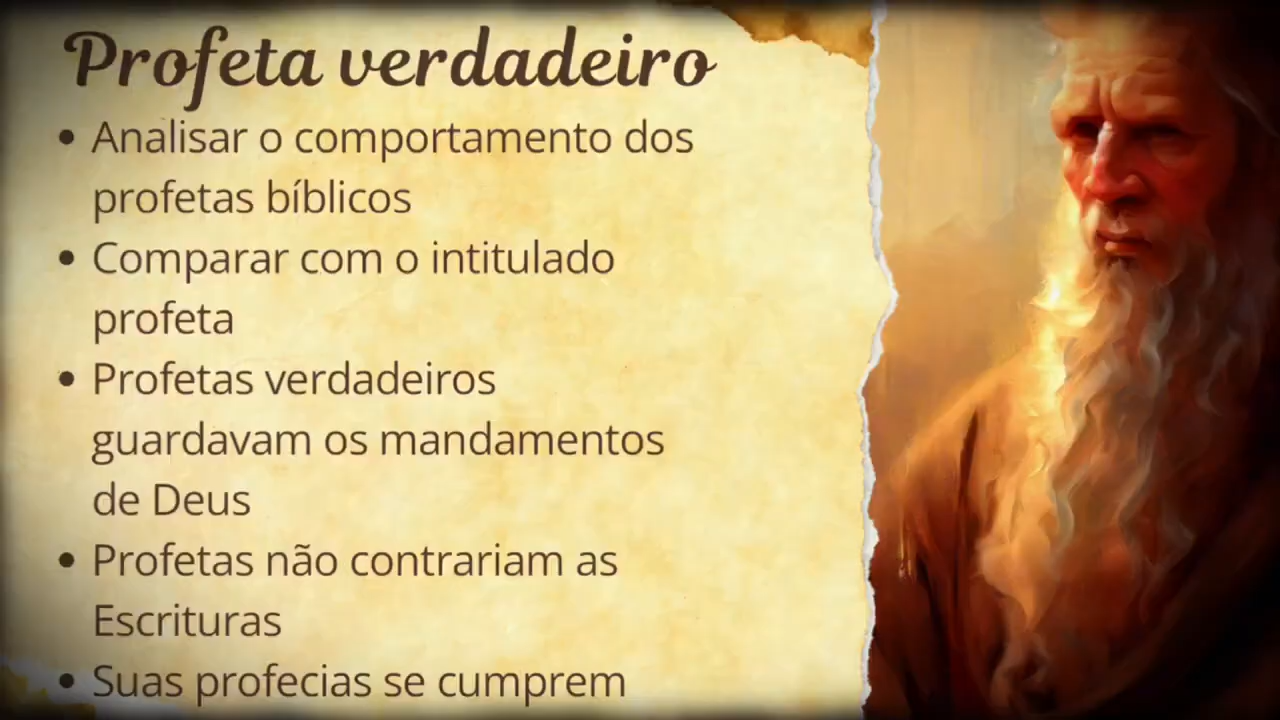 Profeta verdadeiro
• Analisar o comportamento dos
profetas bíblicos
• Comparar com o intitulado
profeta
• Profetas verdadeiros
guardavam os mandamentos
de Deus
• Profetas não contrariam as
Escrituras
• Suas profecias se cumprem